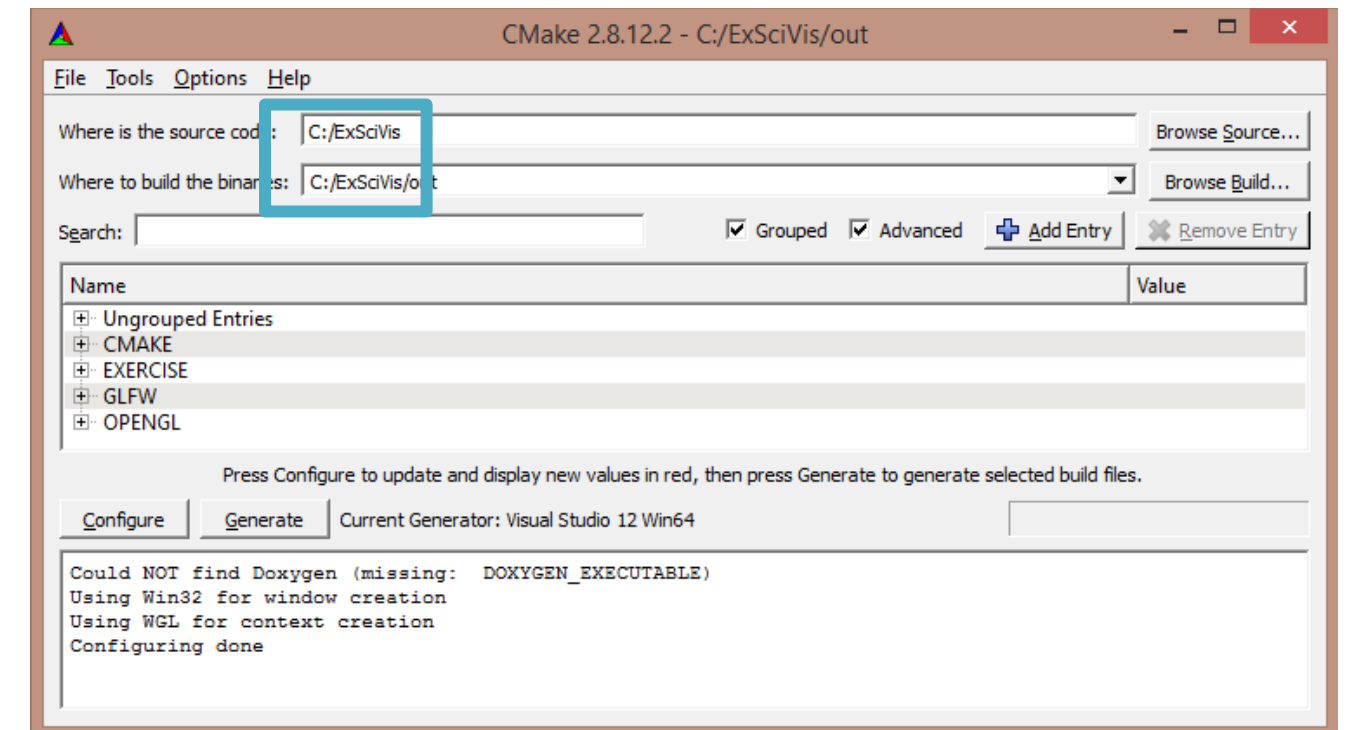 CMake 2.8.12.2 - C:/ExSciVis/out
File Tools Options Help
Where is the source code: C:/ExSciVis Browse Source...
Where to build the binaries: C:/ExSciVis/out Browse Build...
Search: Grouped Advanced Add Entry Remove Entry
Name Value
Ungrouped Entries
CMAKE
EXERCISE
GLFW
OPENGL
Press Configure to update and display new values in red, then press Generate to generate selected build files.
Configure Generate Current Generator: Visual Studio 12 Win64
Could NOT find Doxygen (missing:  DOXYGEN_EXECUTABLE)
Using Win32 for window creation
Using WGL for context creation
Configuring done